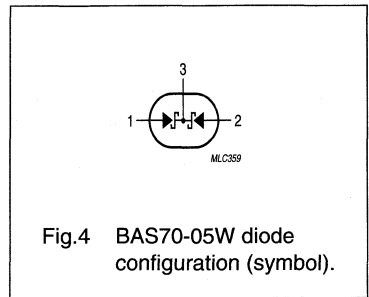 3
1 2
MLC359
Fig.4 BAS70-05W diode
configuration (symbol).